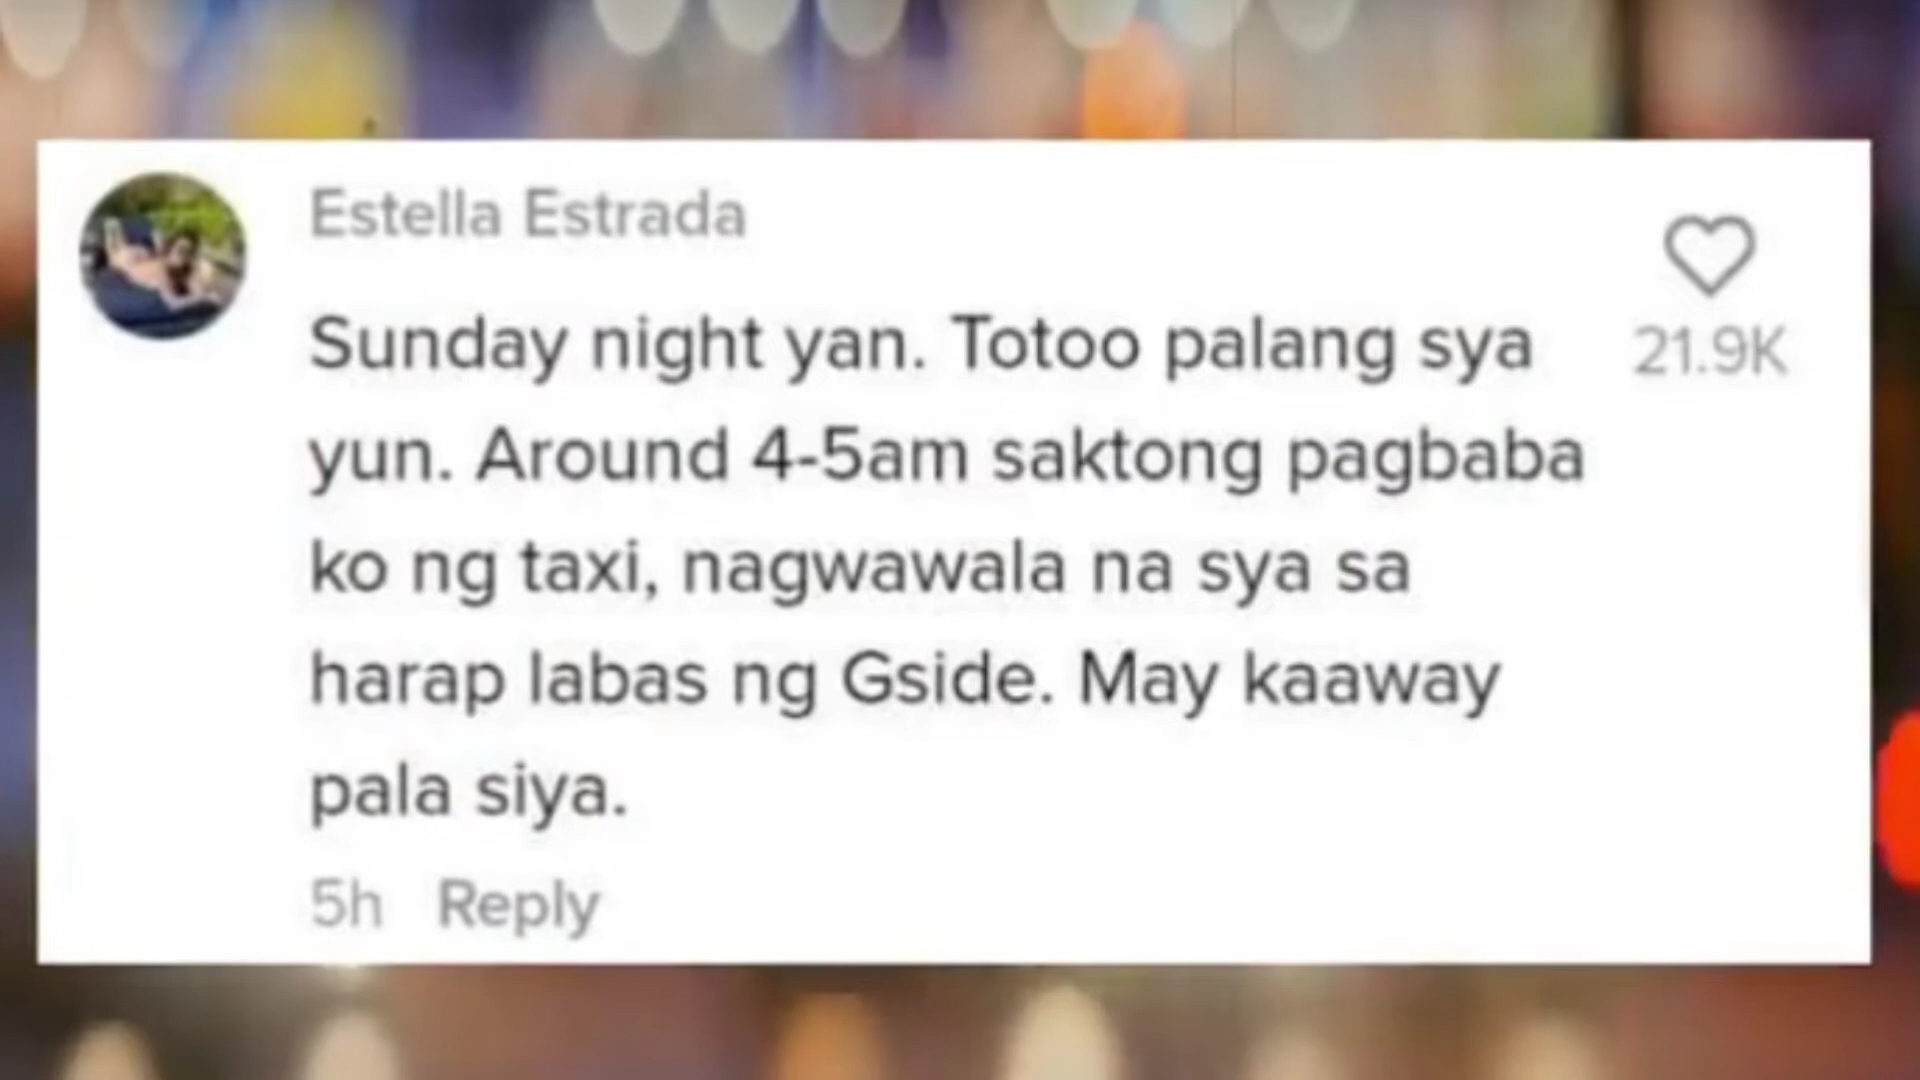 Estella Estrada
Sunday night yan. Totoo palang sya
21.9K
yun. Around 4-5am saktong pagbaba
ko ng taxi, nagwawala na sya sa
harap labas ng Gside. May kaaway
pala siya.
5h Reply